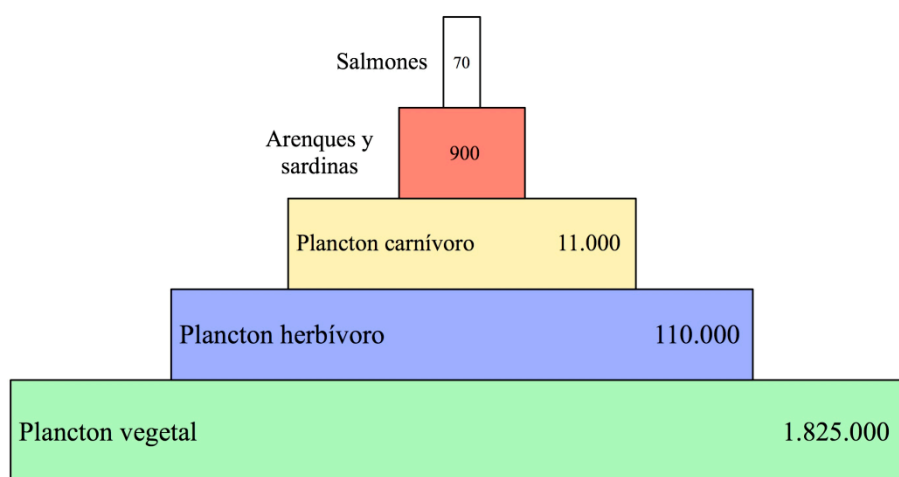 Salmones 70
Arenques y
sardinas 900
Plancton carnívoro 11.000
Plancton herbívoro 110.000
Plancton vegetal 1.825.000